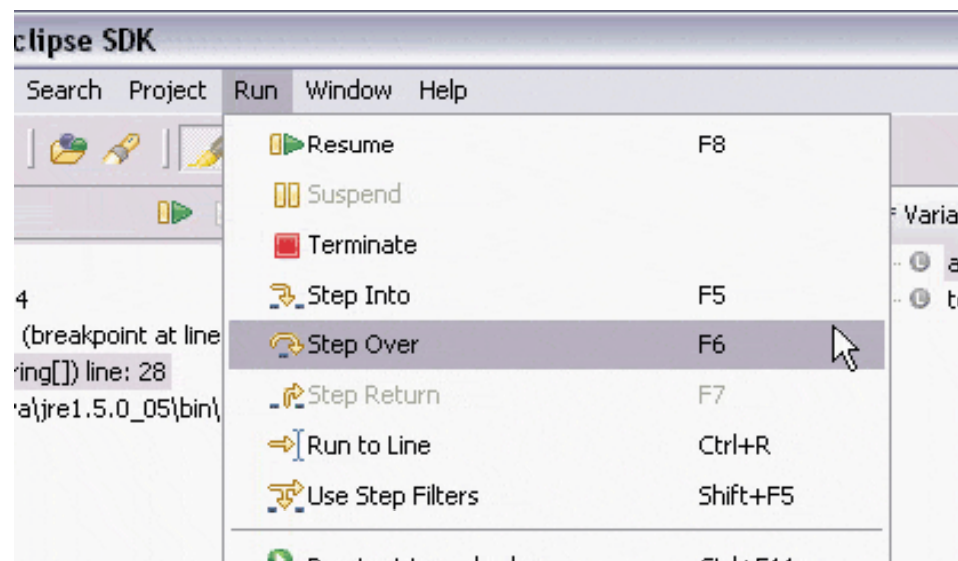 clipse SDK
Search Project Run Window Help
Resume F8
Suspend
Varia
Terminate
a
4
Step Into F5
t
(breakpoint at line
Step Over F6
ring[]) line: 28
Step Return F7
va\jre1.5.0_05\bin\
Run to Line Ctrl+R
Use Step Filters Shift+F5